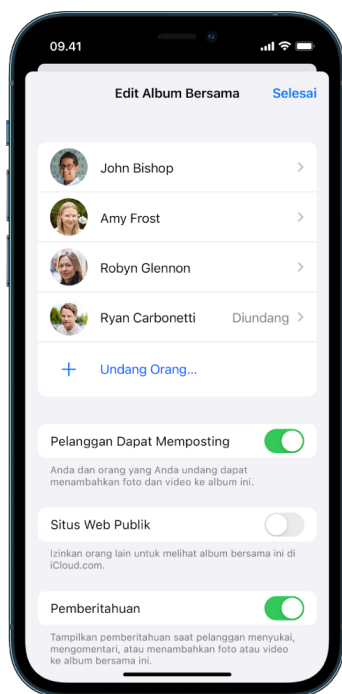 09.41
Edit Album Bersama
Selesai
John Bishop
Amy Frost
Robyn Glennon
Ryan Carbonetti
Diundang
Undang Orang...
Pelanggan Dapat Memposting
Anda dan orang yang Anda undang dapat
menambahkan foto dan video ke album ini.
Situs Web Publik
Izinkan orang lain untuk melihat album bersama ini di
iCloud.com.
Pemberitahuan
Tampilkan pemberitahuan saat pelanggan menyukai,
mengomentari, atau menambahkan foto atau video
ke album bersama ini.